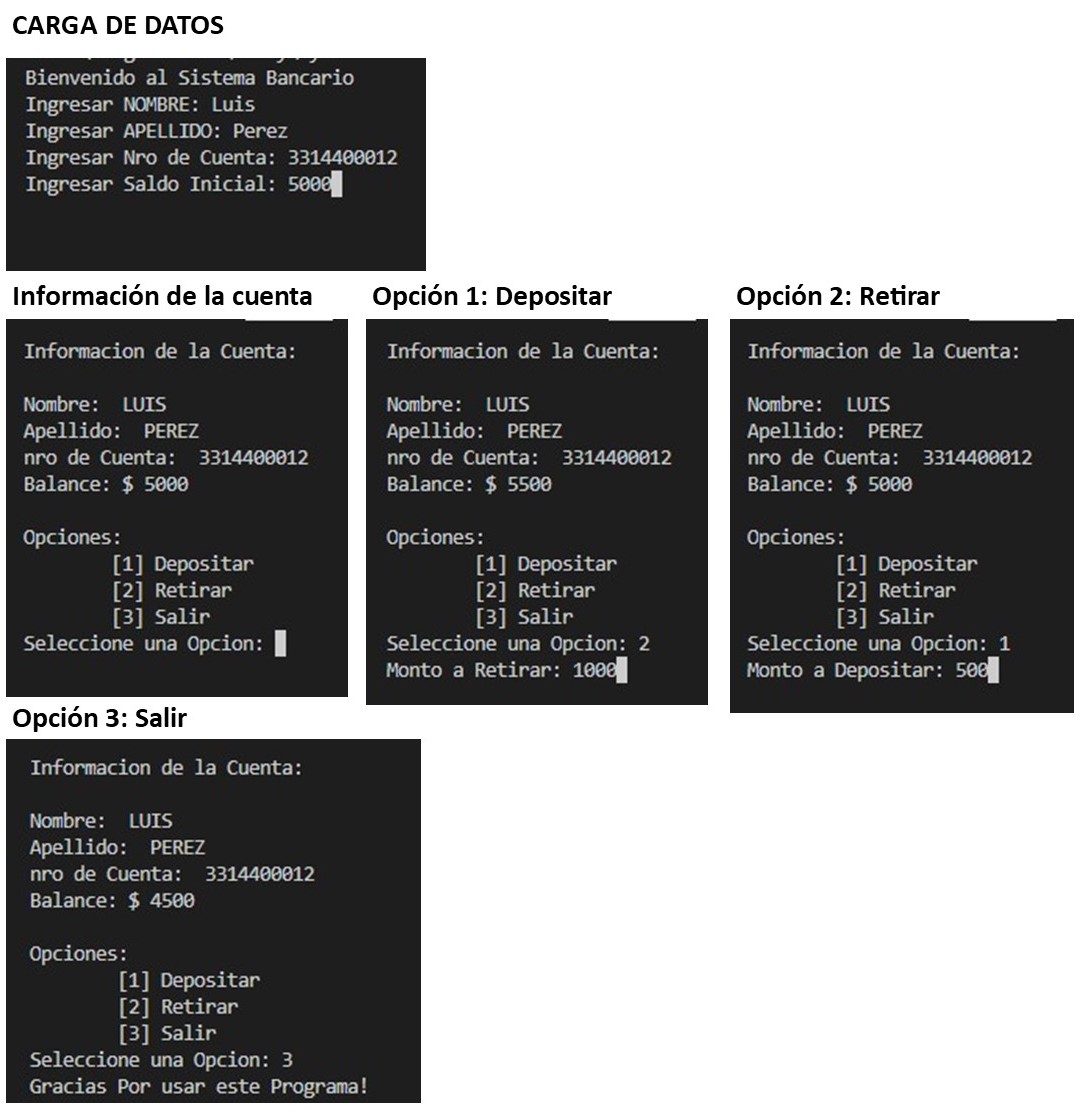 CARGA DE DATOS
Bienvenido al Sistema Bancario
Ingresar NOMBRE: Luis
Ingresar APELLIDO: Perez
Ingresar Nro de Cuenta: 3314400012
Ingresar Saldo Inicial: 5000
Información de la cuenta
Informacion de la Cuenta:
Nombre:  LUIS
Apellido:  PEREZ
nro de Cuenta:  3314400012
Balance: $ 5000
Opciones:
[1] Depositar
[2] Retirar
[3] Salir
Seleccione una Opcion:
Opción 1: Depositar
Informacion de la Cuenta:
Nombre:  LUIS
Apellido:  PEREZ
nro de Cuenta:  3314400012
Balance: $ 5500
Opciones:
[1] Depositar
[2] Retirar
[3] Salir
Seleccione una Opcion: 2
Monto a Retirar: 1000
Opción 2: Retirar
Informacion de la Cuenta:
Nombre:  LUIS
Apellido:  PEREZ
nro de Cuenta:  3314400012
Balance: $ 5000
Opciones:
[1] Depositar
[2] Retirar
[3] Salir
Seleccione una Opcion: 1
Monto a Depositar: 500
Opción 3: Salir
Informacion de la Cuenta:
Nombre:  LUIS
Apellido:  PEREZ
nro de Cuenta:  3314400012
Balance: $ 4500
Opciones:
[1] Depositar
[2] Retirar
[3] Salir
Seleccione una Opcion: 3
Gracias Por usar este Programa!